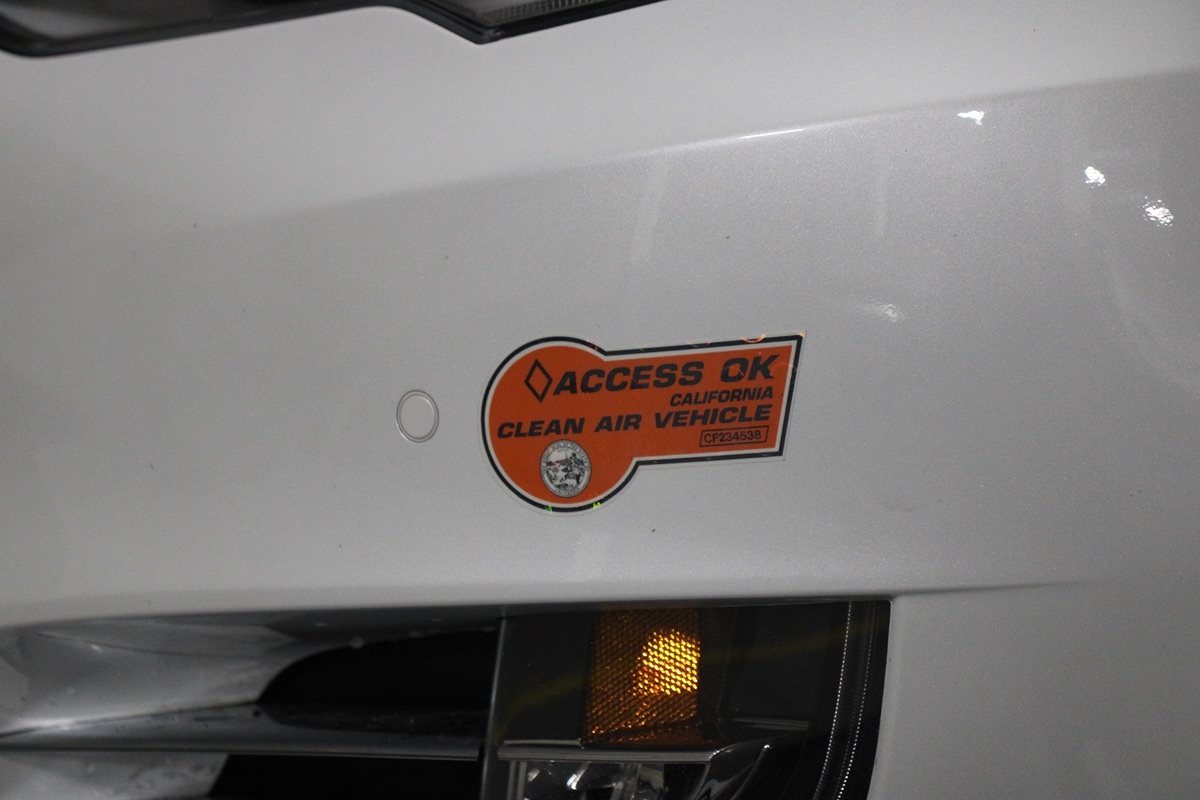 ACCESS OK
CALIFORNIA
CLEAN AIR VEHICLE
CF234538